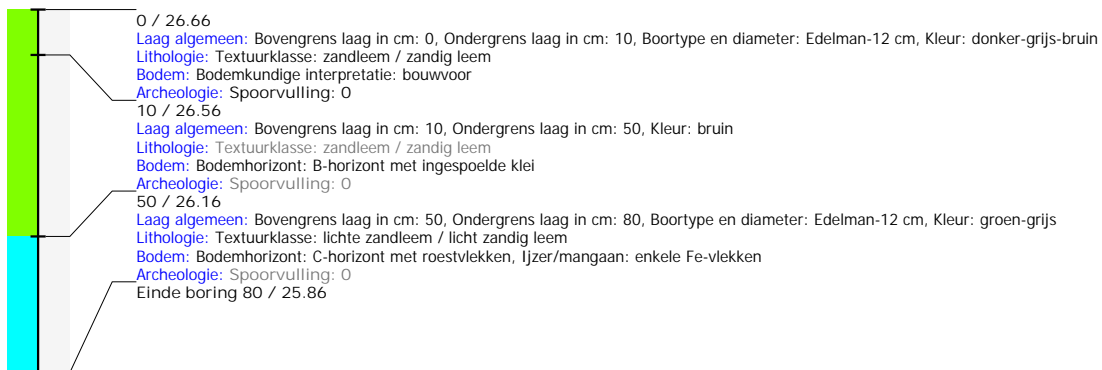 0 / 26.66
Laag algemeen: Bovengrens laag in cm: 0, Ondergrens laag in cm: 10, Boortype en diameter: Edelman-12 cm, Kleur: donker-grijs-bruin
Lithologie: Textuurklasse: zandleem / zandig leem
Bodem: Bodemkundige interpretatie: bouwvoor
Archeologie: Spoorvulling: 0
10 / 26.56
Laag algemeen: Bovengrens laag in cm: 10, Ondergrens laag in cm: 50, Kleur: bruin
Lithologie: Textuurklasse: zandleem / zandig leem
Bodem: Bodemhorizont: B-horizont met ingespoelde klei
Archeologie: Spoorvulling: 0
50 / 26.16
Laag algemeen: Bovengrens laag in cm: 50, Ondergrens laag in cm: 80, Boortype en diameter: Edelman-12 cm, Kleur: groen-grijs
Lithologie: Textuurklasse: lichte zandleem / licht zandig leem
Bodem: Bodemhorizont: C-horizont met roestvlekken, Ijzer/mangaan: enkele Fe-vlekken
Archeologie: Spoorvulling: 0
Einde boring 80 / 25.86